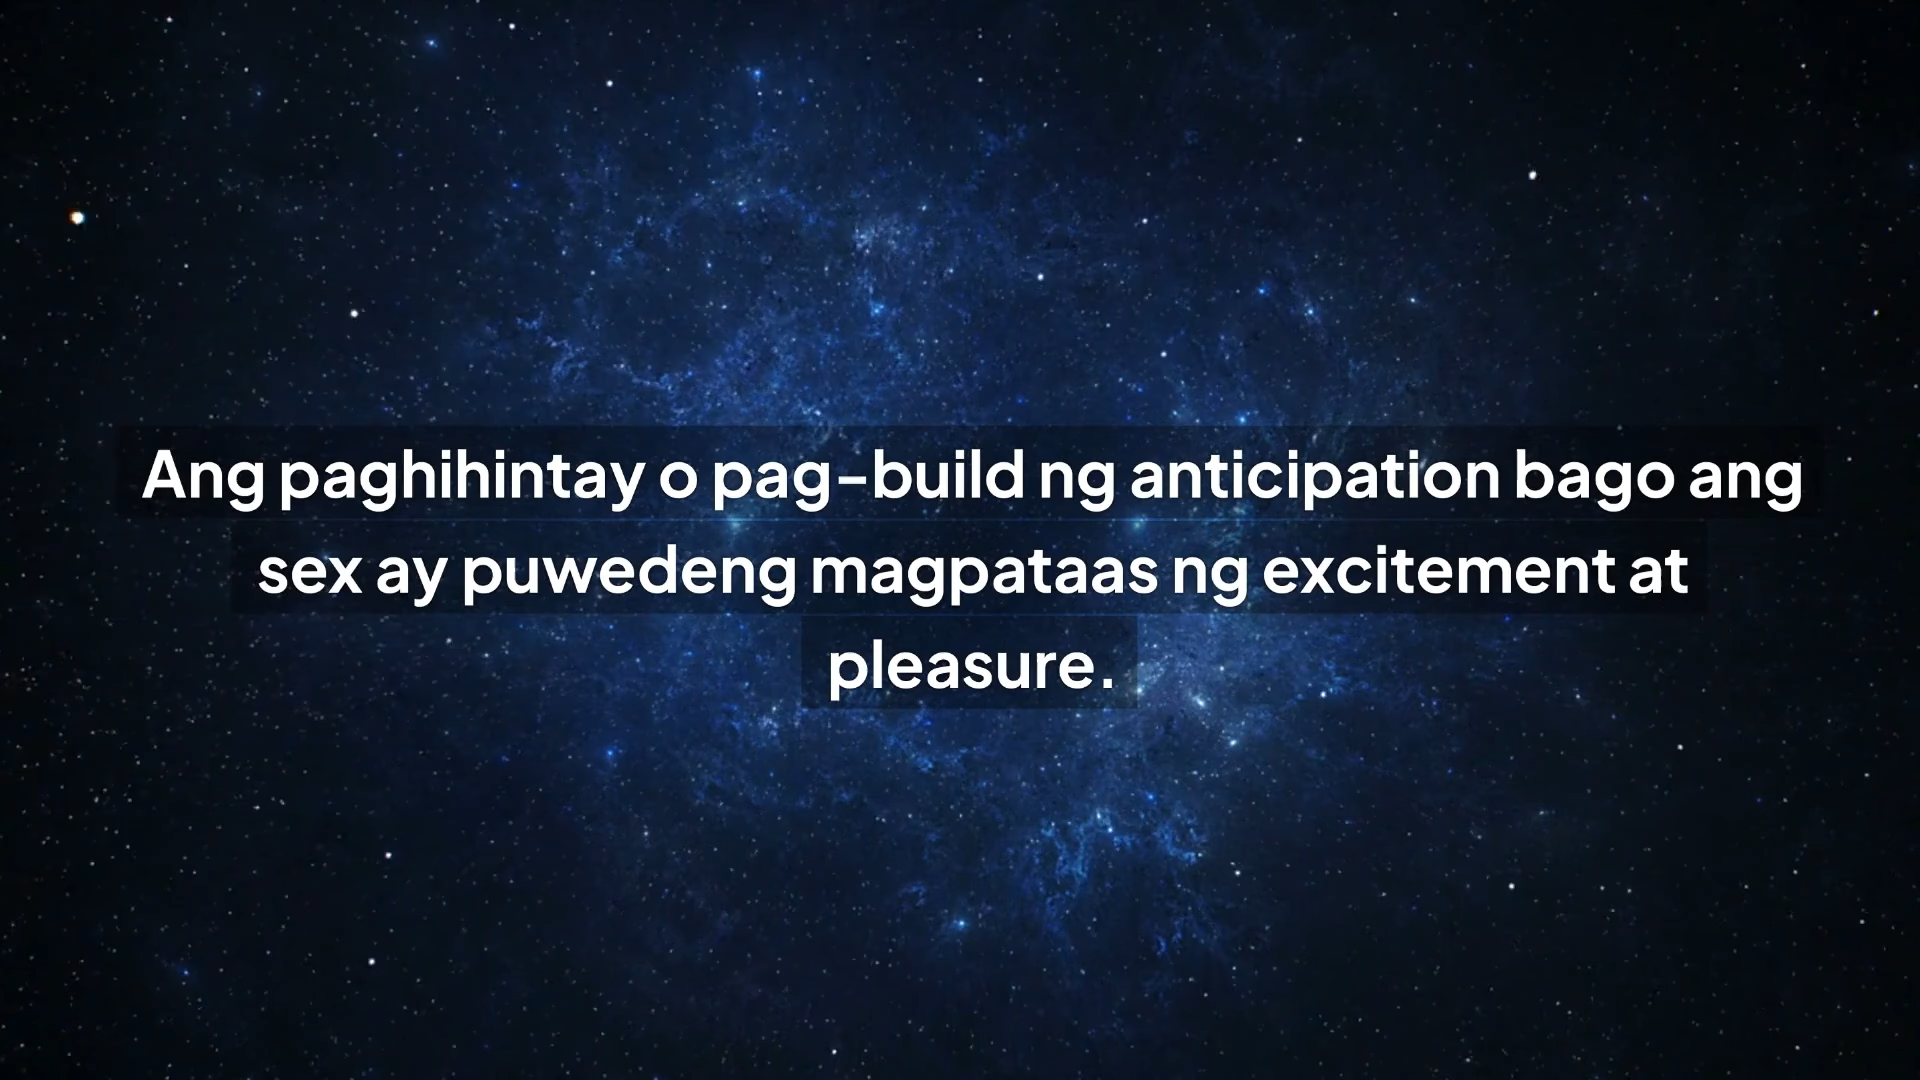 Ang paghihintay o pag-build ng anticipation bago ang
sex ay puwedeng magpataas ng excitement at
pleasure.